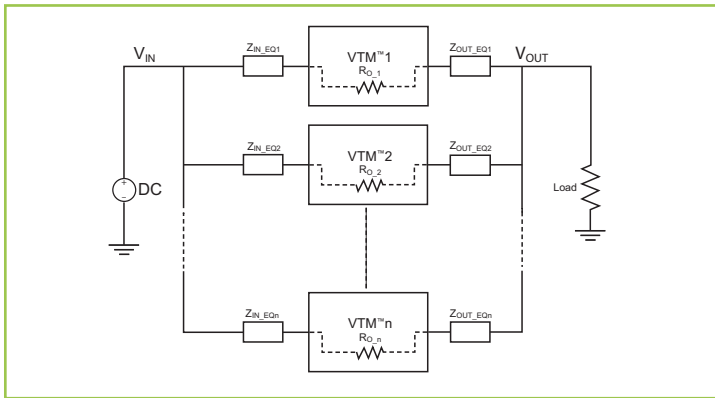 V_IN Z_IN_EQ1 VTM™1 Z_OUT_EQ1 V_OUT
R_O_1
Z_IN_EQ2 VTM™2 Z_OUT_EQ2
R_O_2
+
− DC
Load
Z_IN_EQn VTM™n Z_OUT_EQn
R_O_n